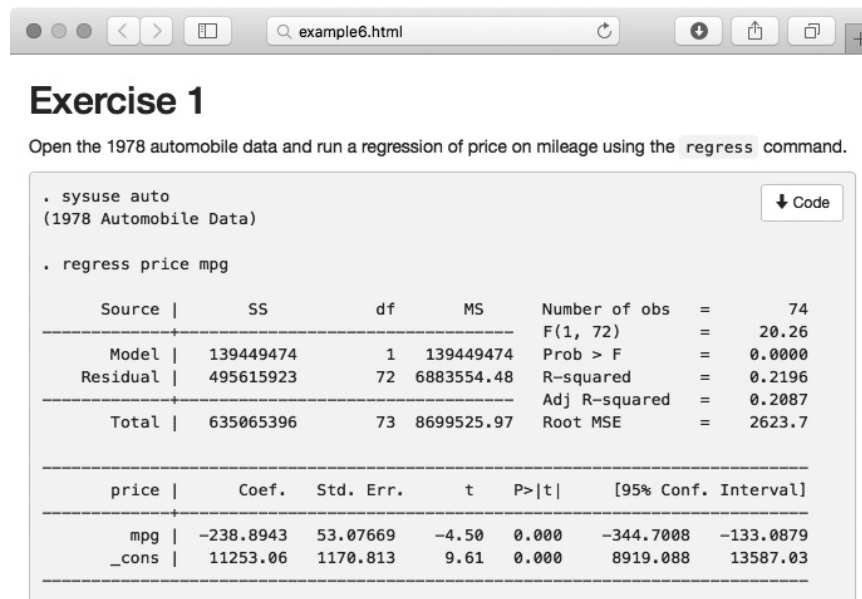 example6.html
Exercise 1
Open the 1978 automobile data and run a regression of price on mileage using the regress command.
. sysuse auto
(1978 Automobile Data)
Code
. regress price mpg
Source | SS df MS Number of obs = 74
F(1, 72) = 20.26
Model | 139449474 1 139449474 Prob > F = 0.0000
Residual | 495615923 72 6883554.48 R-squared = 0.2196
Adj R-squared = 0.2087
Total | 635065396 73 8699525.97 Root MSE = 2623.7
price | Coef. Std. Err. t P>|t| [95% Conf. Interval]
mpg | -238.8943 53.07669 -4.50 0.000 -344.7008 -133.0879
_cons | 11253.06 1170.813 9.61 0.000 8919.088 13587.03